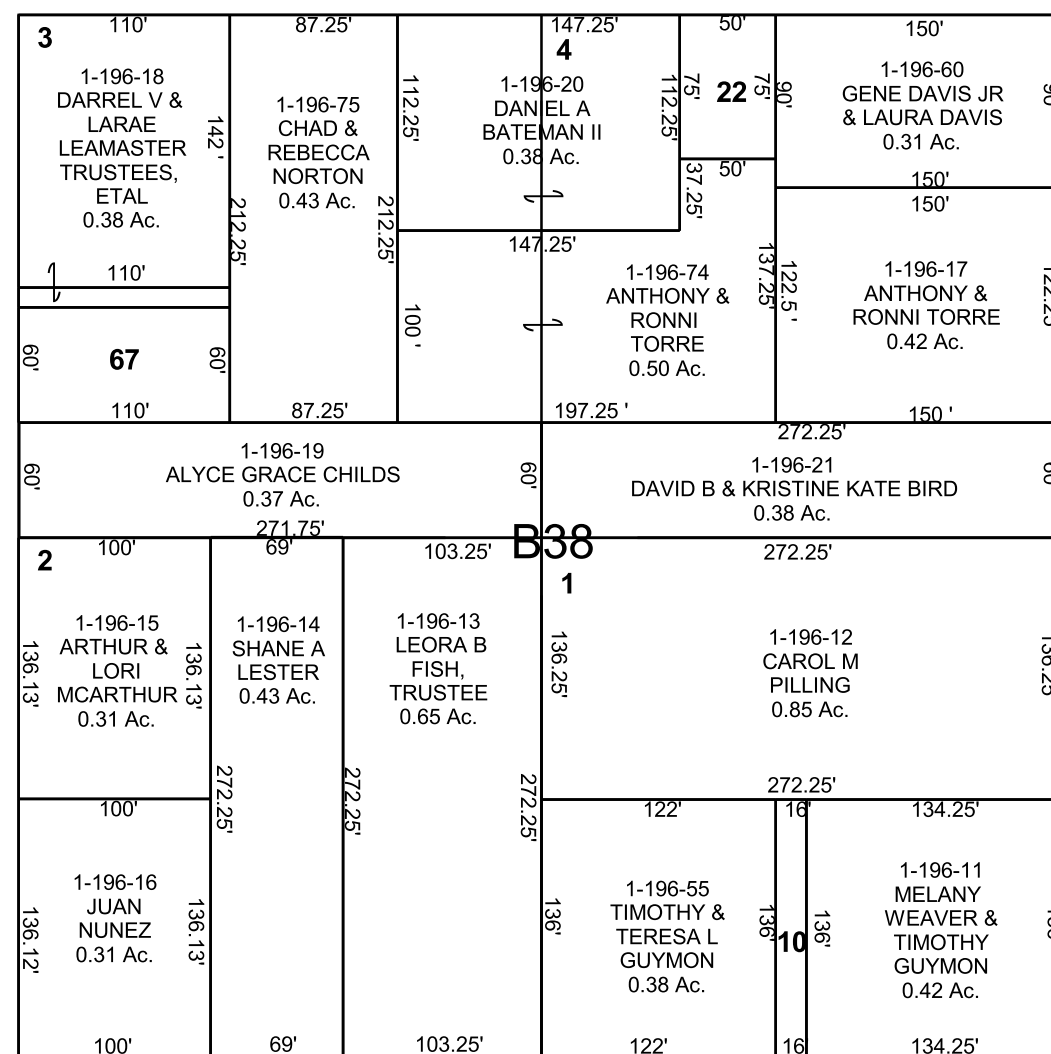 110'
87.25'
147.25'
50'
150'
3
4
1-196-18
DARREL V &
LARAE
LEAMASTER
TRUSTEES,
ETAL
0.38 Ac.
142 '
110'
212.25'
1-196-75
CHAD &
REBECCA
NORTON
0.43 Ac.
212.25'
112.25'
1-196-20
DANIEL A
BATEMAN II
0.38 Ac.
112.25'
147.25'
75'
22
75'
50'
90'
1-196-60
GENE DAVIS JR
& LAURA DAVIS
0.31 Ac.
150'
150'
37.25'
137.25'
122.5 '
1-196-74
ANTHONY &
RONNI
TORRE
0.50 Ac.
1-196-17
ANTHONY &
RONNI TORRE
0.42 Ac.
100 '
60'
67
60'
110'
87.25'
197.25 '
150 '
272.25'
60'
1-196-19
ALYCE GRACE CHILDS
0.37 Ac.
271.75'
60'
1-196-21
DAVID B & KRISTINE KATE BIRD
0.38 Ac.
B38
100'
69'
103.25'
272.25'
2
1
136.13'
1-196-15
ARTHUR &
LORI
MCARTHUR
0.31 Ac.
136.13'
1-196-14
SHANE A
LESTER
0.43 Ac.
1-196-13
LEORA B
FISH,
TRUSTEE
0.65 Ac.
136.25'
1-196-12
CAROL M
PILLING
0.85 Ac.
272.25'
272.25'
272.25'
272.25'
100'
122'
16'
134.25'
136.12'
1-196-16
JUAN
NUNEZ
0.31 Ac.
136.13'
136'
1-196-55
TIMOTHY &
TERESA L
GUYMON
0.38 Ac.
136'
10
136'
1-196-11
MELANY
WEAVER &
TIMOTHY
GUYMON
0.42 Ac.
100'
69'
103.25'
122'
16
134.25'